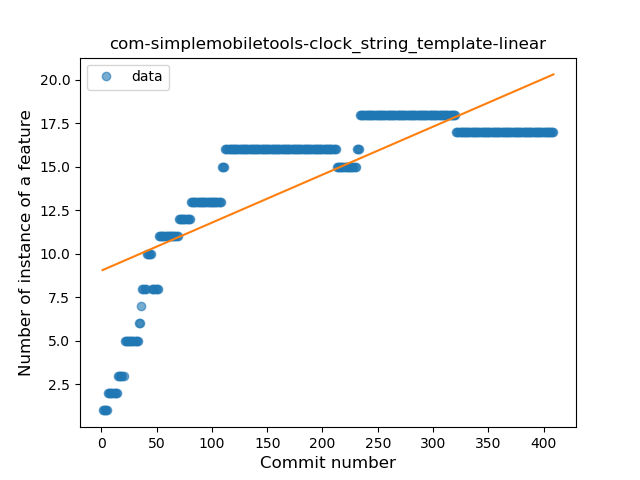 com-simplemobiletools-clock_string_template-linear
data
Number of instance of a feature
20.0
17.5
15.0
12.5
10.0
7.5
5.0
2.5
0 50 100 150 200 250 300 350 400
Commit number